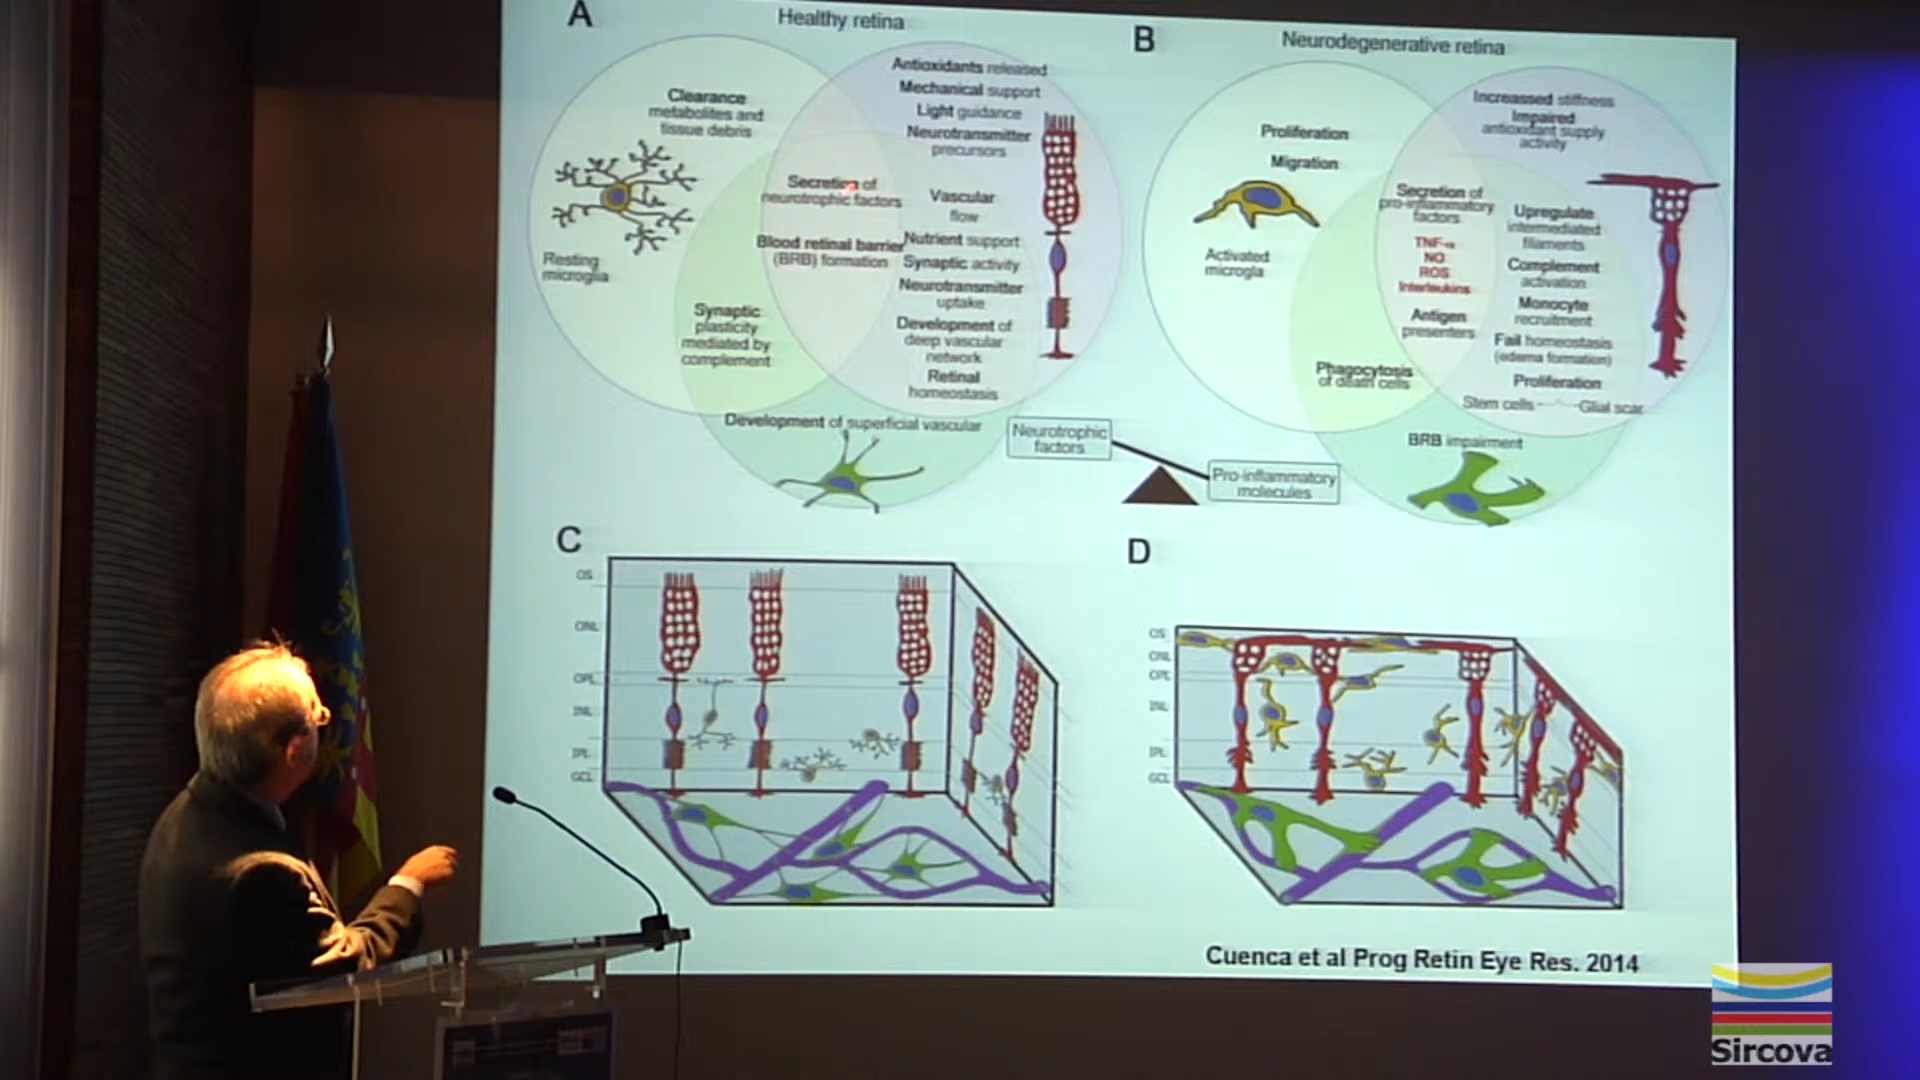 A
Healthy retina
Clearance
metabolites and
tissue debris
Resting
microglia
Antioxidants released
Mechanical support
Light guidance
Neurotransmitter
precursors
Secretion of
neurotrophic factors
Blood retinal barrier
(BRB) formation
Vascular
flow
Nutrient support
Synaptic activity
Neurotransmitter
uptake
Development of
deep vascular
network
Retinal
homeostasis
Synaptic
plasticity
mediated by
complement
Development of superficial vascular
Neurotrophic
factors
Pro-inflammatory
molecules
B
Neurodegenerative retina
Proliferation
Migration
Activated
microgla
Increassed stiffness
Impaired
antioxidant supply
activity
Secretion of
pro-inflammatory
factors
TNF-α
NO
ROS
Interleukins
Antigen
presenters
Upregulate
intermediated
filaments
Complement
activation
Monocyte
recruitment
Fail homeostasis
(edema formation)
Proliferation
Stem cells
Glial scar
Phagocytosis
of death cells
BRB impairment
C
OS
ONL
OPL
INL
IPL
GCL
D
OS
ONL
OPL
INL
IPL
GCL
Cuenca et al Prog Retin Eye Res. 2014
Sircova